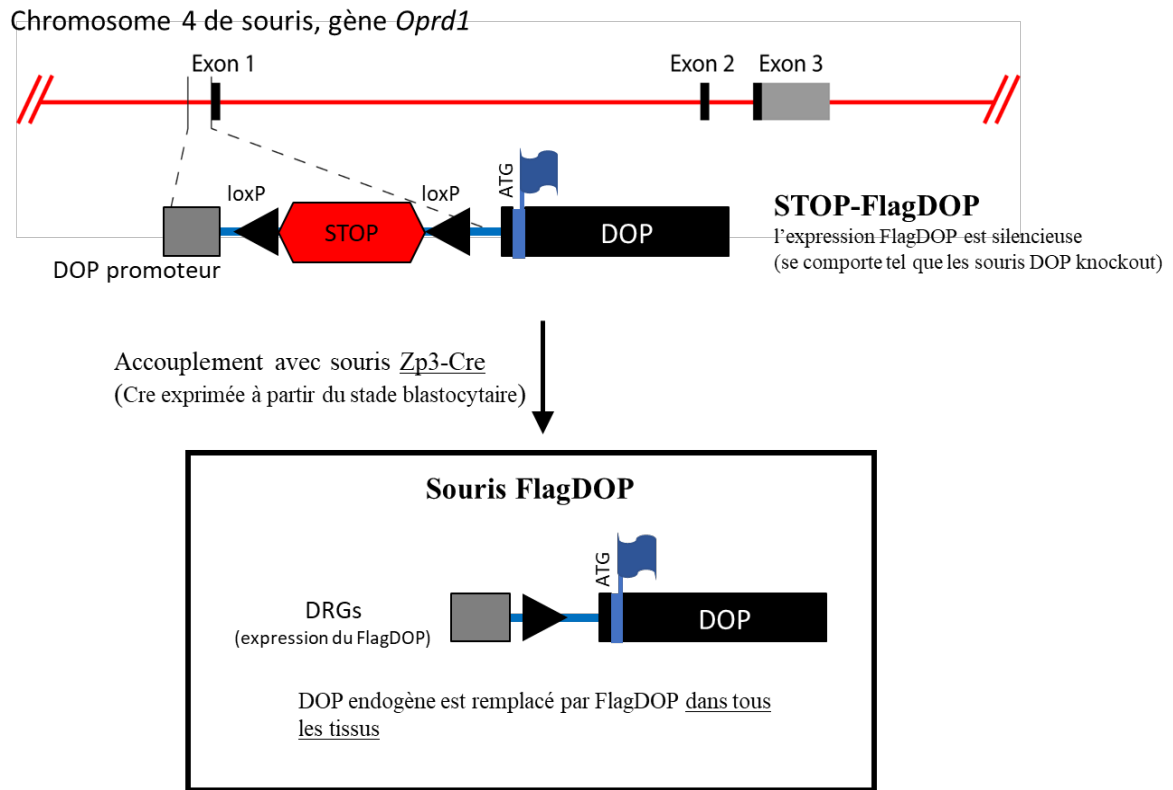 Chromosome 4 de souris, gène Oprd1
Exon 1
Exon 2
Exon 3
loxP
loxP
ATG
STOP
DOP
DOP promoteur
STOP-FlagDOP
l'expression FlagDOP est silencieuse
(se comporte tel que les souris DOP knockout)
Accouplement avec souris Zp3-Cre
(Cre exprimée à partir du stade blastocytaire)
Souris FlagDOP
ATG
DRGs
(expression du FlagDOP)
DOP
DOP endogène est remplacé par FlagDOP dans tous
les tissus